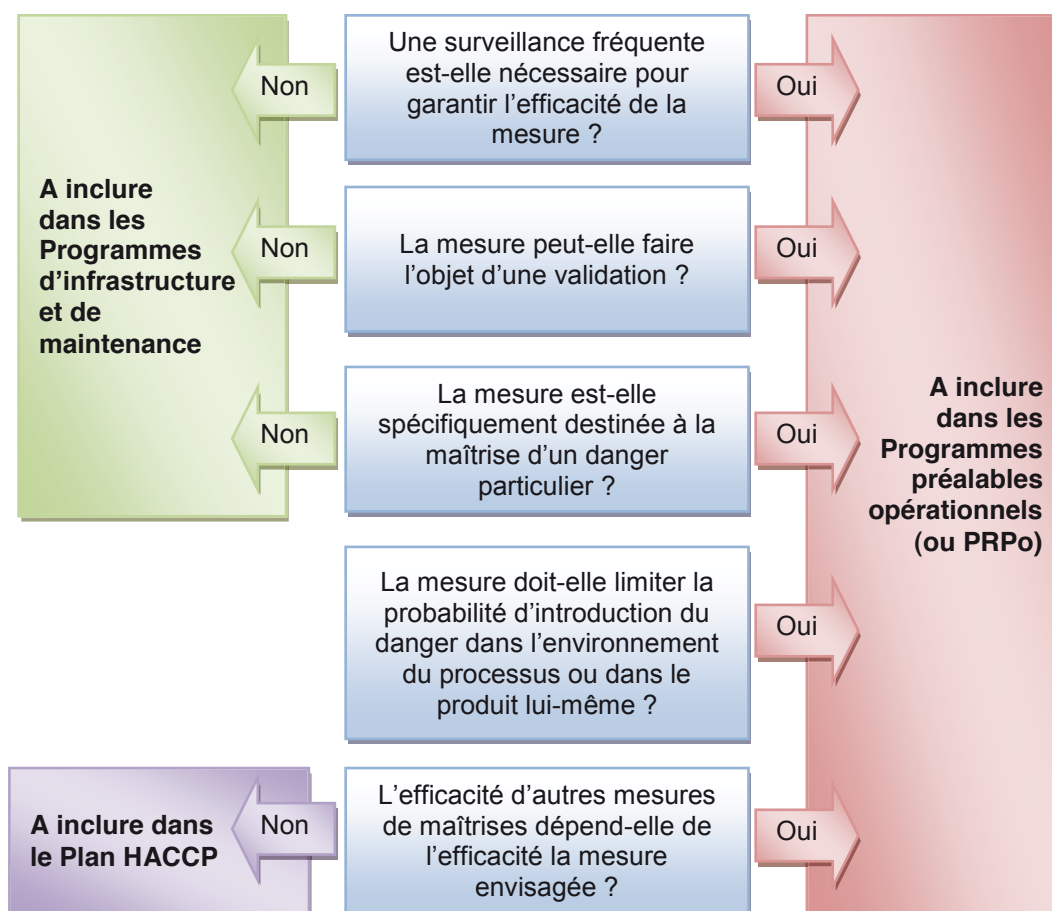 Une surveillance fréquente
est-elle nécessaire pour
garantir l'efficacité de la
mesure ?
Non
Oui
A inclure
dans les
Programmes
d'infrastructure
et de
maintenance
La mesure peut-elle faire
l'objet d'une validation ?
Non
Oui
La mesure est-elle
spécifiquement destinée à la
maîtrise d'un danger
particulier ?
Non
Oui
A inclure
dans les
Programmes
préalables
opérationnels
(ou PRPo)
La mesure doit-elle limiter la
probabilité d'introduction du
danger dans l'environnement
du processus ou dans le
produit lui-même ?
Oui
A inclure dans
le Plan HACCP
Non
L'efficacité d'autres mesures
de maîtrises dépend-elle de
l'efficacité la mesure
envisagée ?
Oui